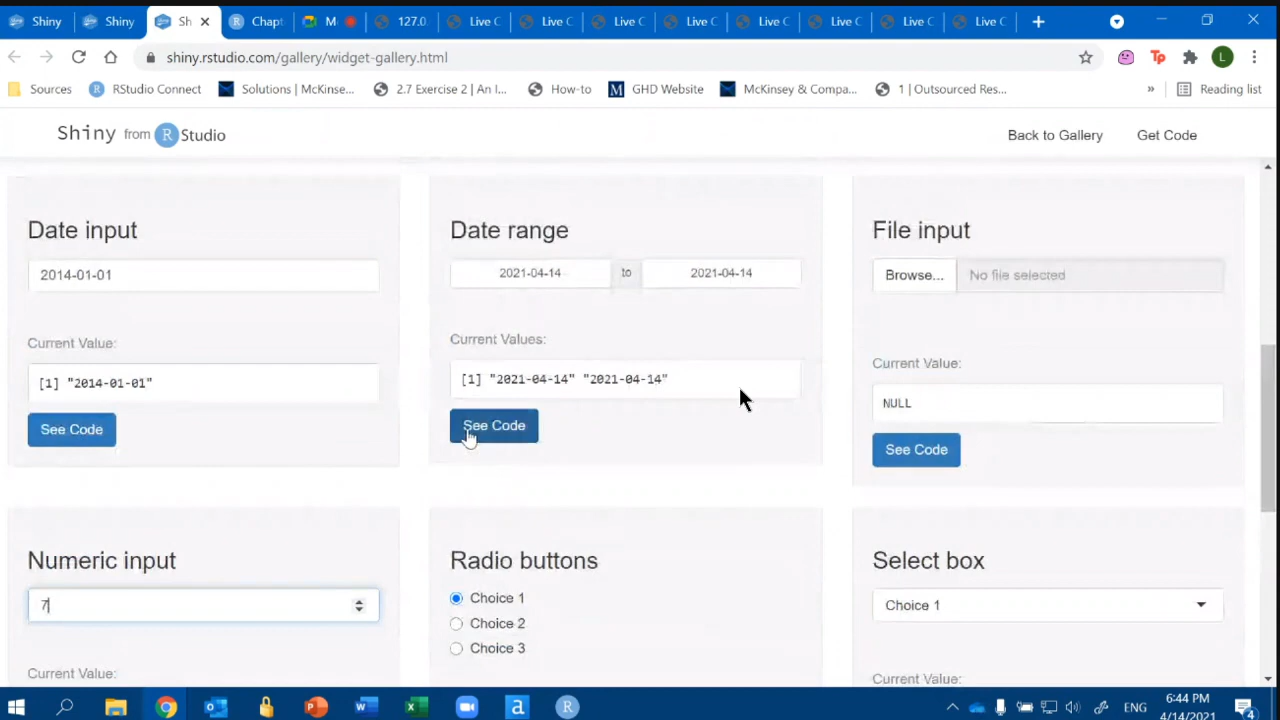 Shiny
Shiny
Sh
Chapt
M
127.0
Live C
Live C
Live C
Live C
Live C
Live C
Live C
Live C
shiny.rstudio.com/gallery/widget-gallery.html
Tp
L
Sources
RStudio Connect
Solutions | McKinse...
2.7 Exercise 2 | An I...
How-to
GHD Website
McKinsey & Compa...
1 | Outsourced Res...
»
Reading list
Shiny from R Studio
Back to Gallery
Get Code
Date input
2014-01-01
Current Value:
[1] "2014-01-01"
See Code
Date range
2021-04-14 to 2021-04-14
Current Values:
[1] "2021-04-14" "2021-04-14"
See Code
File input
Browse... No file selected
Current Value:
NULL
See Code
Numeric input
7
Current Value:
Radio buttons
Choice 1
Choice 2
Choice 3
Select box
Choice 1
Current Value:
ENG
6:44 PM
4/14/2021
4